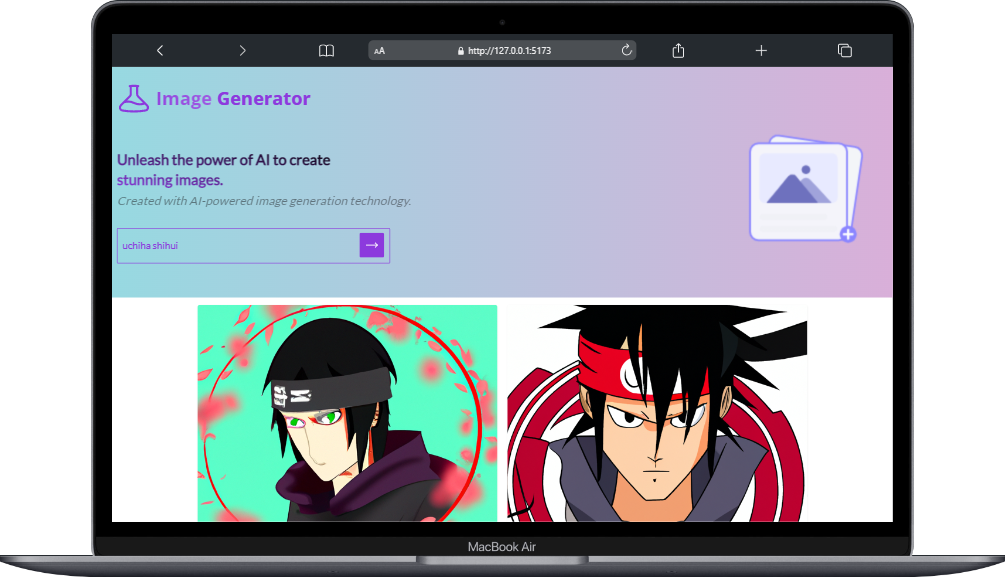 AA
http://127.0.0.1:5173
Image Generator
Unleash the power of AI to create
stunning images.
Created with AI-powered image generation technology.
uchiha shihui
MacBook Air